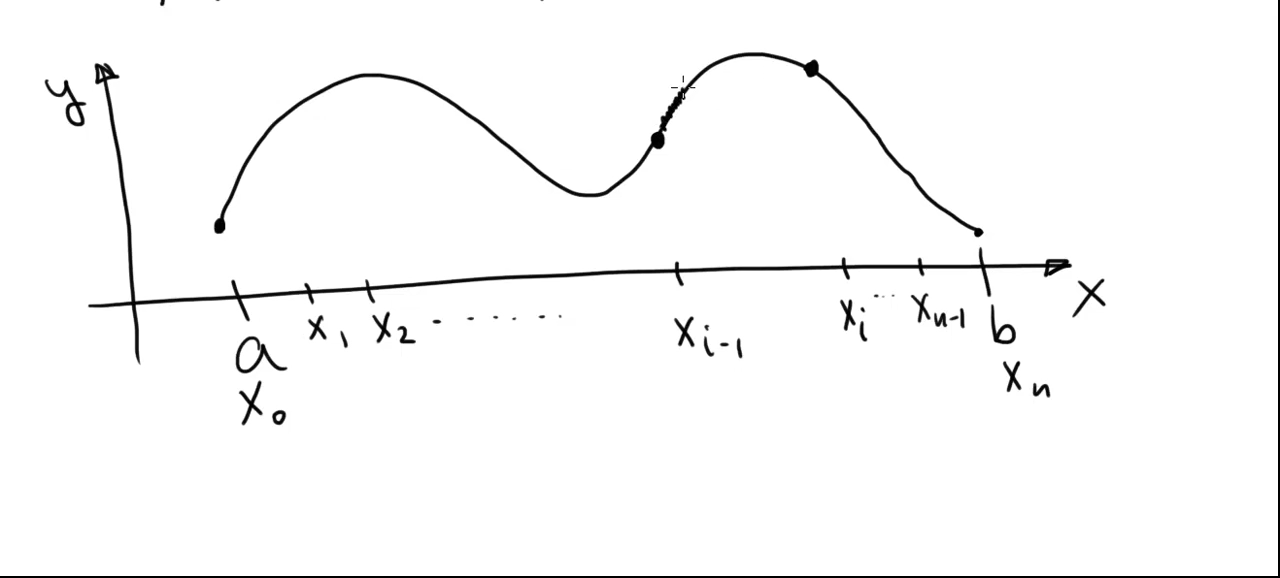 y
x₁ x₂ . . . . . . . xᵢ₋₁ xᵢ ... xₙ₋₁ b x
a xₙ
x₀